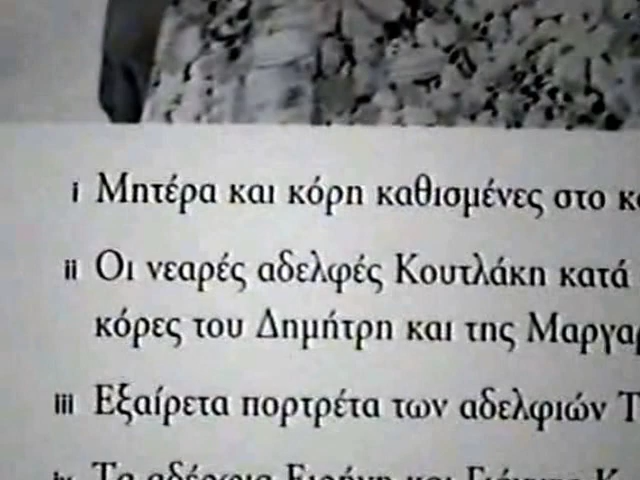 i Μητέρα και κόρη καθισμένες στο
ii Οι νεαρές αδελφές Κουτλάκη κατά
κόρες του Δημήτρη και της
iii Εξαίρετα πορτρέτα των αδελφιών